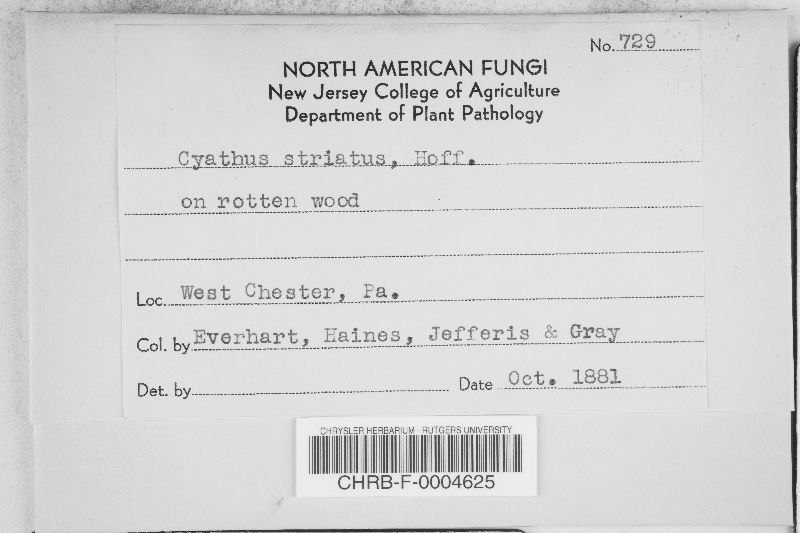 No. 729
NORTH AMERICAN FUNGI
New Jersey College of Agriculture
Department of Plant Pathology
Cyathus striatus, Hoff.
on rotten wood
Loc. West Chester, Pa.
Col. by Everhart, Haines, Jefferis & Gray
Det. by Date Oct. 1881
CHRYSLER HERBARIUM - RUTGERS UNIVERSITY
CHRB-F-0004625